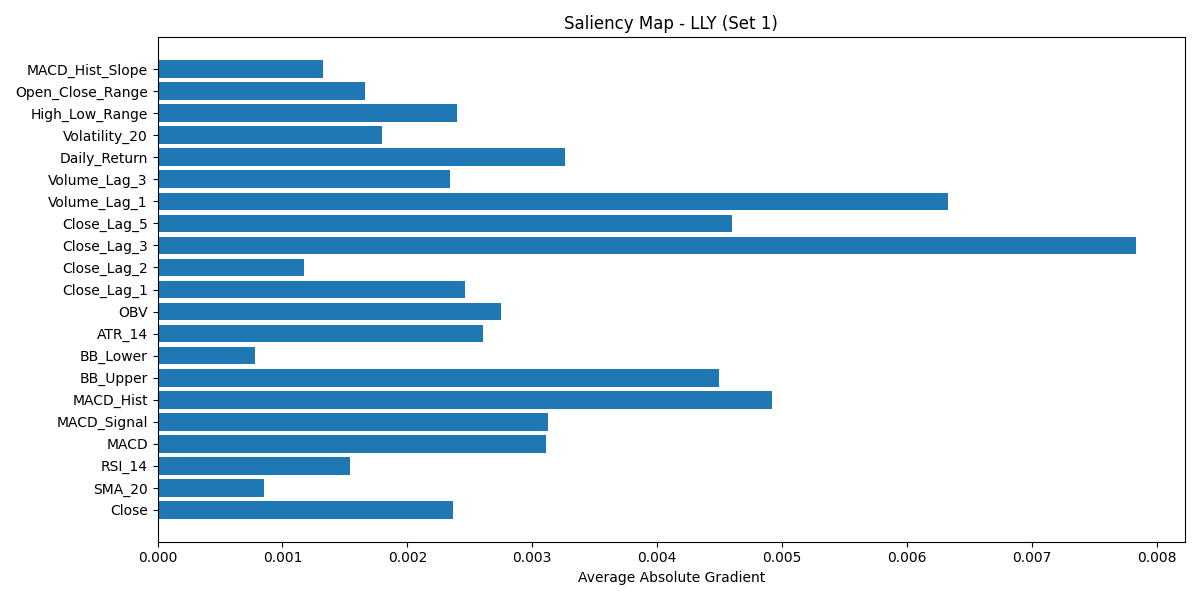 Saliency Map - LLY (Set 1)
MACD_Hist_Slope
Open_Close_Range
High_Low_Range
Volatility_20
Daily_Return
Volume_Lag_3
Volume_Lag_1
Close_Lag_5
Close_Lag_3
Close_Lag_2
Close_Lag_1
OBV
ATR_14
BB_Lower
BB_Upper
MACD_Hist
MACD_Signal
MACD
RSI_14
SMA_20
Close
0.000 0.001 0.002 0.003 0.004 0.005 0.006 0.007 0.008
Average Absolute Gradient